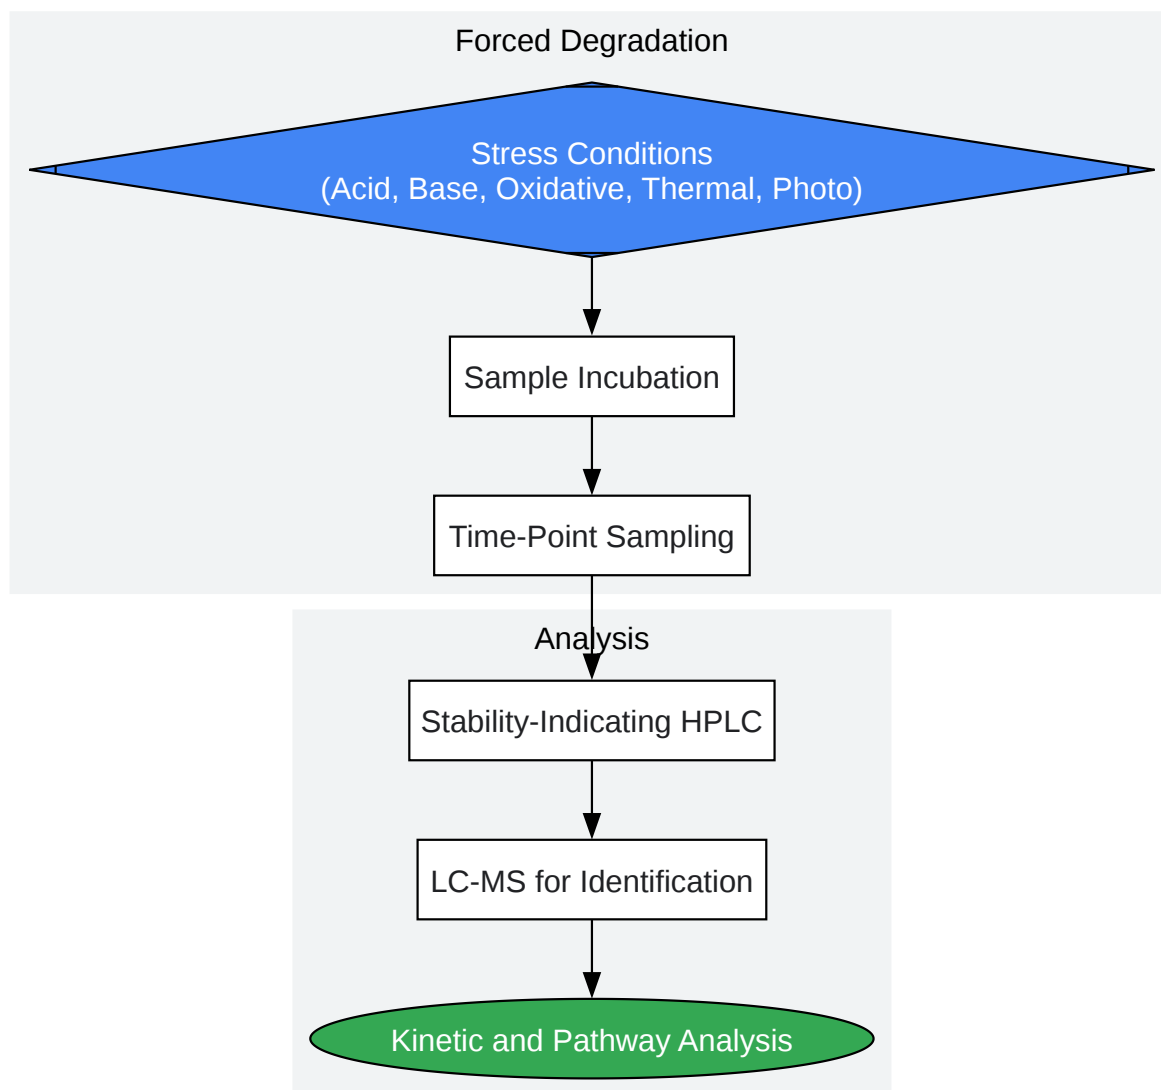 Forced Degradation
Stress Conditions
(Acid, Base, Oxidative, Thermal, Photo)
Sample Incubation
Time-Point Sampling
Analysis
Stability-Indicating HPLC
LC-MS for Identification
Kinetic and Pathway Analysis